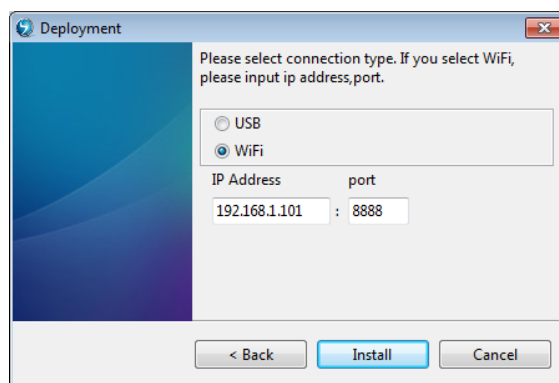 Deployment
Please select connection type. If you select WiFi,
please input ip address,port.
USB
WiFi
IP Address port
192.168.1.101 : 8888
< Back Install Cancel